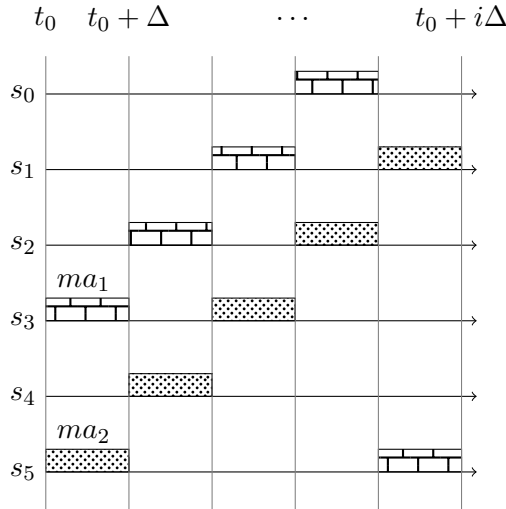 t₀ t₀ + Δ ⋯ t₀ + iΔ
s₀
s₁
s₂
ma₁
s₃
s₄
ma₂
s₅